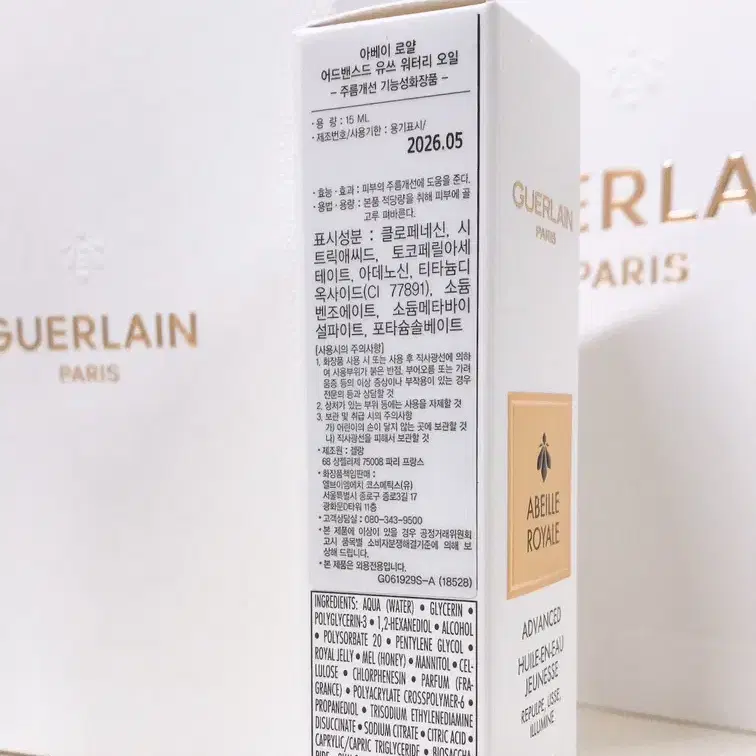 아베이 로얄
어드밴스드 유쓰 워터리 오일
- 주름개선 기능성화장품 -
· 용 량 : 15 ML
· 제조번호/사용기한 : 용기표시/
2026.05
· 효능 · 효과 : 피부의 주름개선에 도움을 준다.
· 용법 · 용량 : 본품 적당량을 취해 피부에 골
고루 펴바른다.
표시성분 : 클로페네신, 시
트릭애씨드, 토코페릴아세
테이트, 아데노신, 티타늄디
옥사이드(CI 77891), 소듐
벤조에이트, 소듐메타바이
설파이트, 포타슘솔베이트
[사용시의 주의사항]
1. 화장품 사용 시 또는 사용 후 직사광선에 의하
여 사용부위가 붉은 반점, 부어오름 또는 가려
움증 등의 이상 증상이나 부작용이 있는 경우
전문의 등과 상담할 것
2. 상처가 있는 부위 등에는 사용을 자제할 것
3. 보관 및 취급 시의 주의사항
가) 어린이의 손이 닿지 않는 곳에 보관할 것
나) 직사광선을 피해서 보관할 것
· 제조원 : 겔랑
68 샹젤리제 75008 파리 프랑스
· 화장품책임판매업자 :
엘브이엠에치 코스메틱스(유)
서울특별시 종로구 종로3길 17
광화문D타워 11층
· 고객상담실 : 080-343-9500
· 본 제품에 이상이 있을 경우 공정거래위원회
고시 품목별 소비자분쟁해결기준에 의해 보
상해 드립니다.
· 본 제품은 외용전용입니다.
G061929S-A (18528)
INGREDIENTS: AQUA (WATER) • GLYCERIN •
POLYGLYCERIN-3 • 1,2-HEXANEDIOL • ALCOHOL
• POLYSORBATE 20 • PENTYLENE GLYCOL •
ROYAL JELLY • MEL (HONEY) • MANNITOL • CEL-
LULOSE • CHLORPHENESIN • PARFUM (FRA-
GRANCE) • POLYACRYLATE CROSSPOLYMER-6 •
PROPANEDIOL • TRISODIUM ETHYLENEDIAMINE
DISUCCINATE • SODIUM CITRATE • CITRIC ACID •
CAPRYLIC/CAPRIC TRIGLYCERIDE • BIOSACCHA
GUERLAIN
PARIS
ABEILLE
ROYALE
ADVANCED
HUILE-EN-EAU
JEUNESSE
REPULPE, LISSE,
ILLUMINE
GUERLAIN
PARIS
ERLA
PARIS